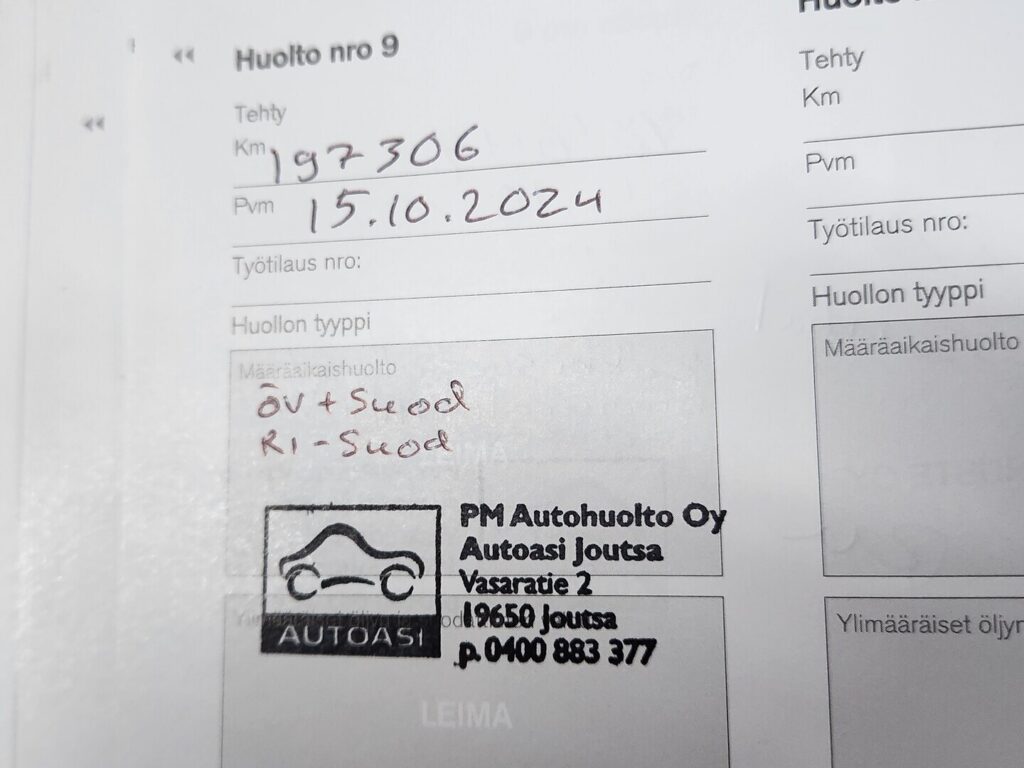 Huolto nro 9
Tehty
Km 197306
Pvm 15.10.2024
Työtilaus nro:
Huollon tyyppi
Määräaikaishuolto
ÖV + Suod
RI - Suod
LEIMA
AUTOASI
PM Autohuolto Oy
Autoasi Joutsa
Vasaratie 2
19650 Joutsa
p. 0400 883 377
LEIMA
Tehty
Km
Pvm
Työtilaus nro:
Huollon tyyppi
Määräaikaishuolto
Ylimääräiset öljyn